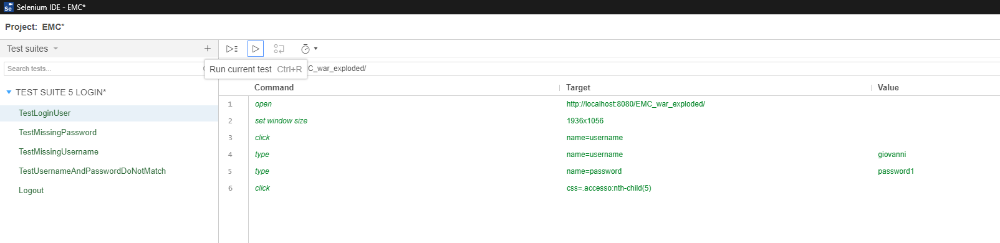 Se Selenium IDE - EMC*
Project: EMC*
Test suites
Search tests...
Run current test Ctrl+R
C_war_exploded/
Command Target Value
TEST SUITE 5 LOGIN*
TestLoginUser
TestMissingPassword
TestMissingUsername
TestUsernameAndPasswordDoNotMatch
Logout
1 open http://localhost:8080/EMC_war_exploded/
2 set window size 1936x1056
3 click name=username
4 type name=username giovanni
5 type name=password password1
6 click css=.accesso:nth-child(5)